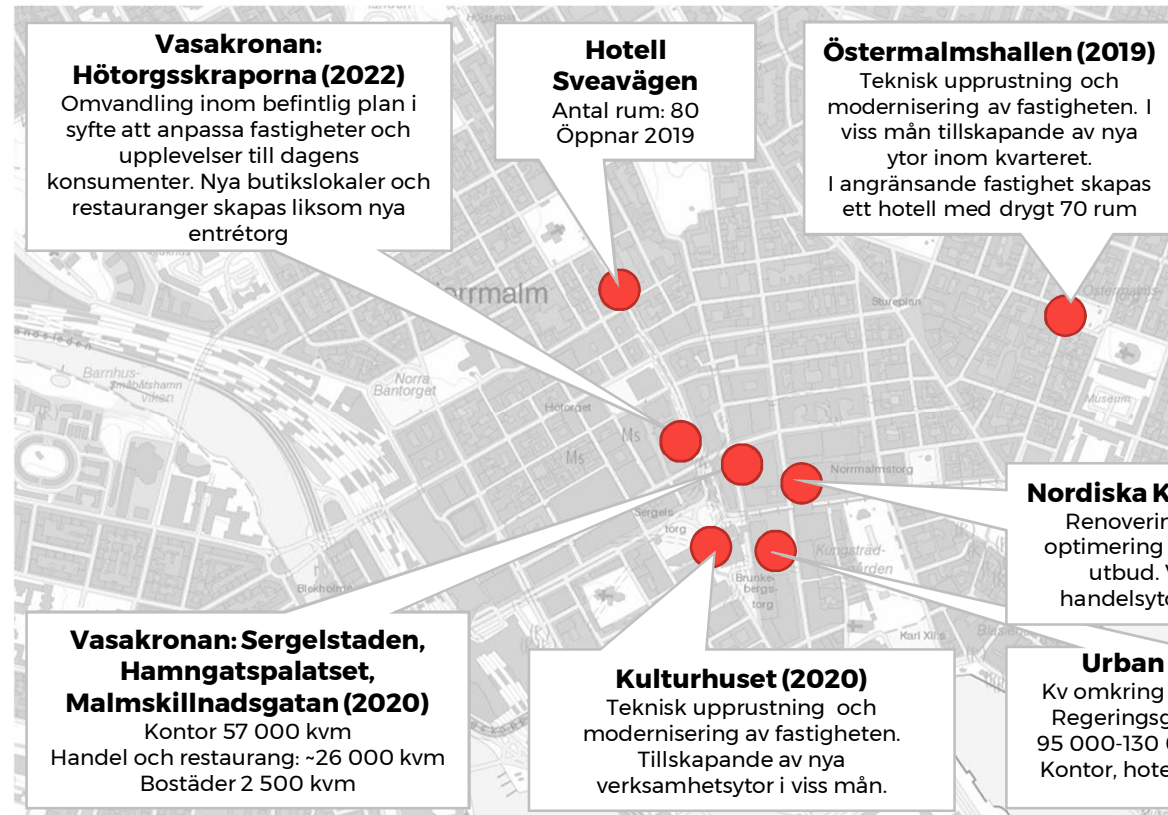 Vasakronan:
Hötorgsskraporna (2022)
Omvandling inom befintlig plan i
syfte att anpassa fastigheter och
upplevelser till dagens
konsumenter. Nya butikslokaler och
restauranger skapas liksom nya
entrétorg
Hotell
Sveavägen
Antal rum: 80
Öppnar 2019
Östermalmshallen (2019)
Teknisk upprustning och
modernisering av fastigheten. I
viss mån tillskapande av nya
ytor inom kvarteret.
I angränsande fastighet skapas
ett hotell med drygt 70 rum
Stureplan
Barnhus-
Småbåtshamn
viken
Norra
Bantorget
Hötorget
Ms
Ms
Museum
Norrmalmstorg
Sergels
torg
Brunke-
bergs-
torg
Karl XII:s
Nordiska K
Renoverin
optimering
utbud. V
handelsyto
Vasakronan: Sergelstaden,
Hamngatspalatset,
Malmskillnadsgatan (2020)
Kontor 57 000 kvm
Handel och restaurang: ~26 000 kvm
Bostäder 2 500 kvm
Kulturhuset (2020)
Teknisk upprustning och
modernisering av fastigheten.
Tillskapande av nya
verksamhetsytor i viss mån.
Urban
Kv omkring
Regeringsg
95 000-130
Kontor, hote